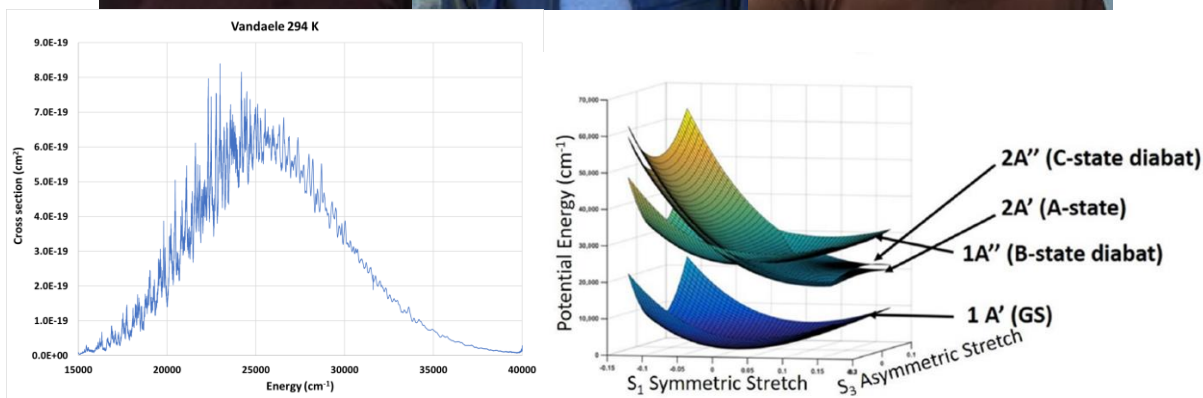 Vandaele 294 K
9.0E-19
8.0E-19
7.0E-19
6.0E-19
5.0E-19
4.0E-19
3.0E-19
2.0E-19
1.0E-19
0.0E+00
Cross section (cm²)
15000 20000 25000 30000 35000 40000
Energy (cm⁻¹)
70,000
60,000
50,000
40,000
30,000
20,000
10,000
0
Potential Energy (cm⁻¹)
-0.15 -0.1 -0.05 0 0.05 0.1 0.15
S₁ Symmetric Stretch
0 0.1
S₃ Asymmetric Stretch
2A’’ (C-state diabat)
2A’ (A-state)
1A’’ (B-state diabat)
1 A’ (GS)